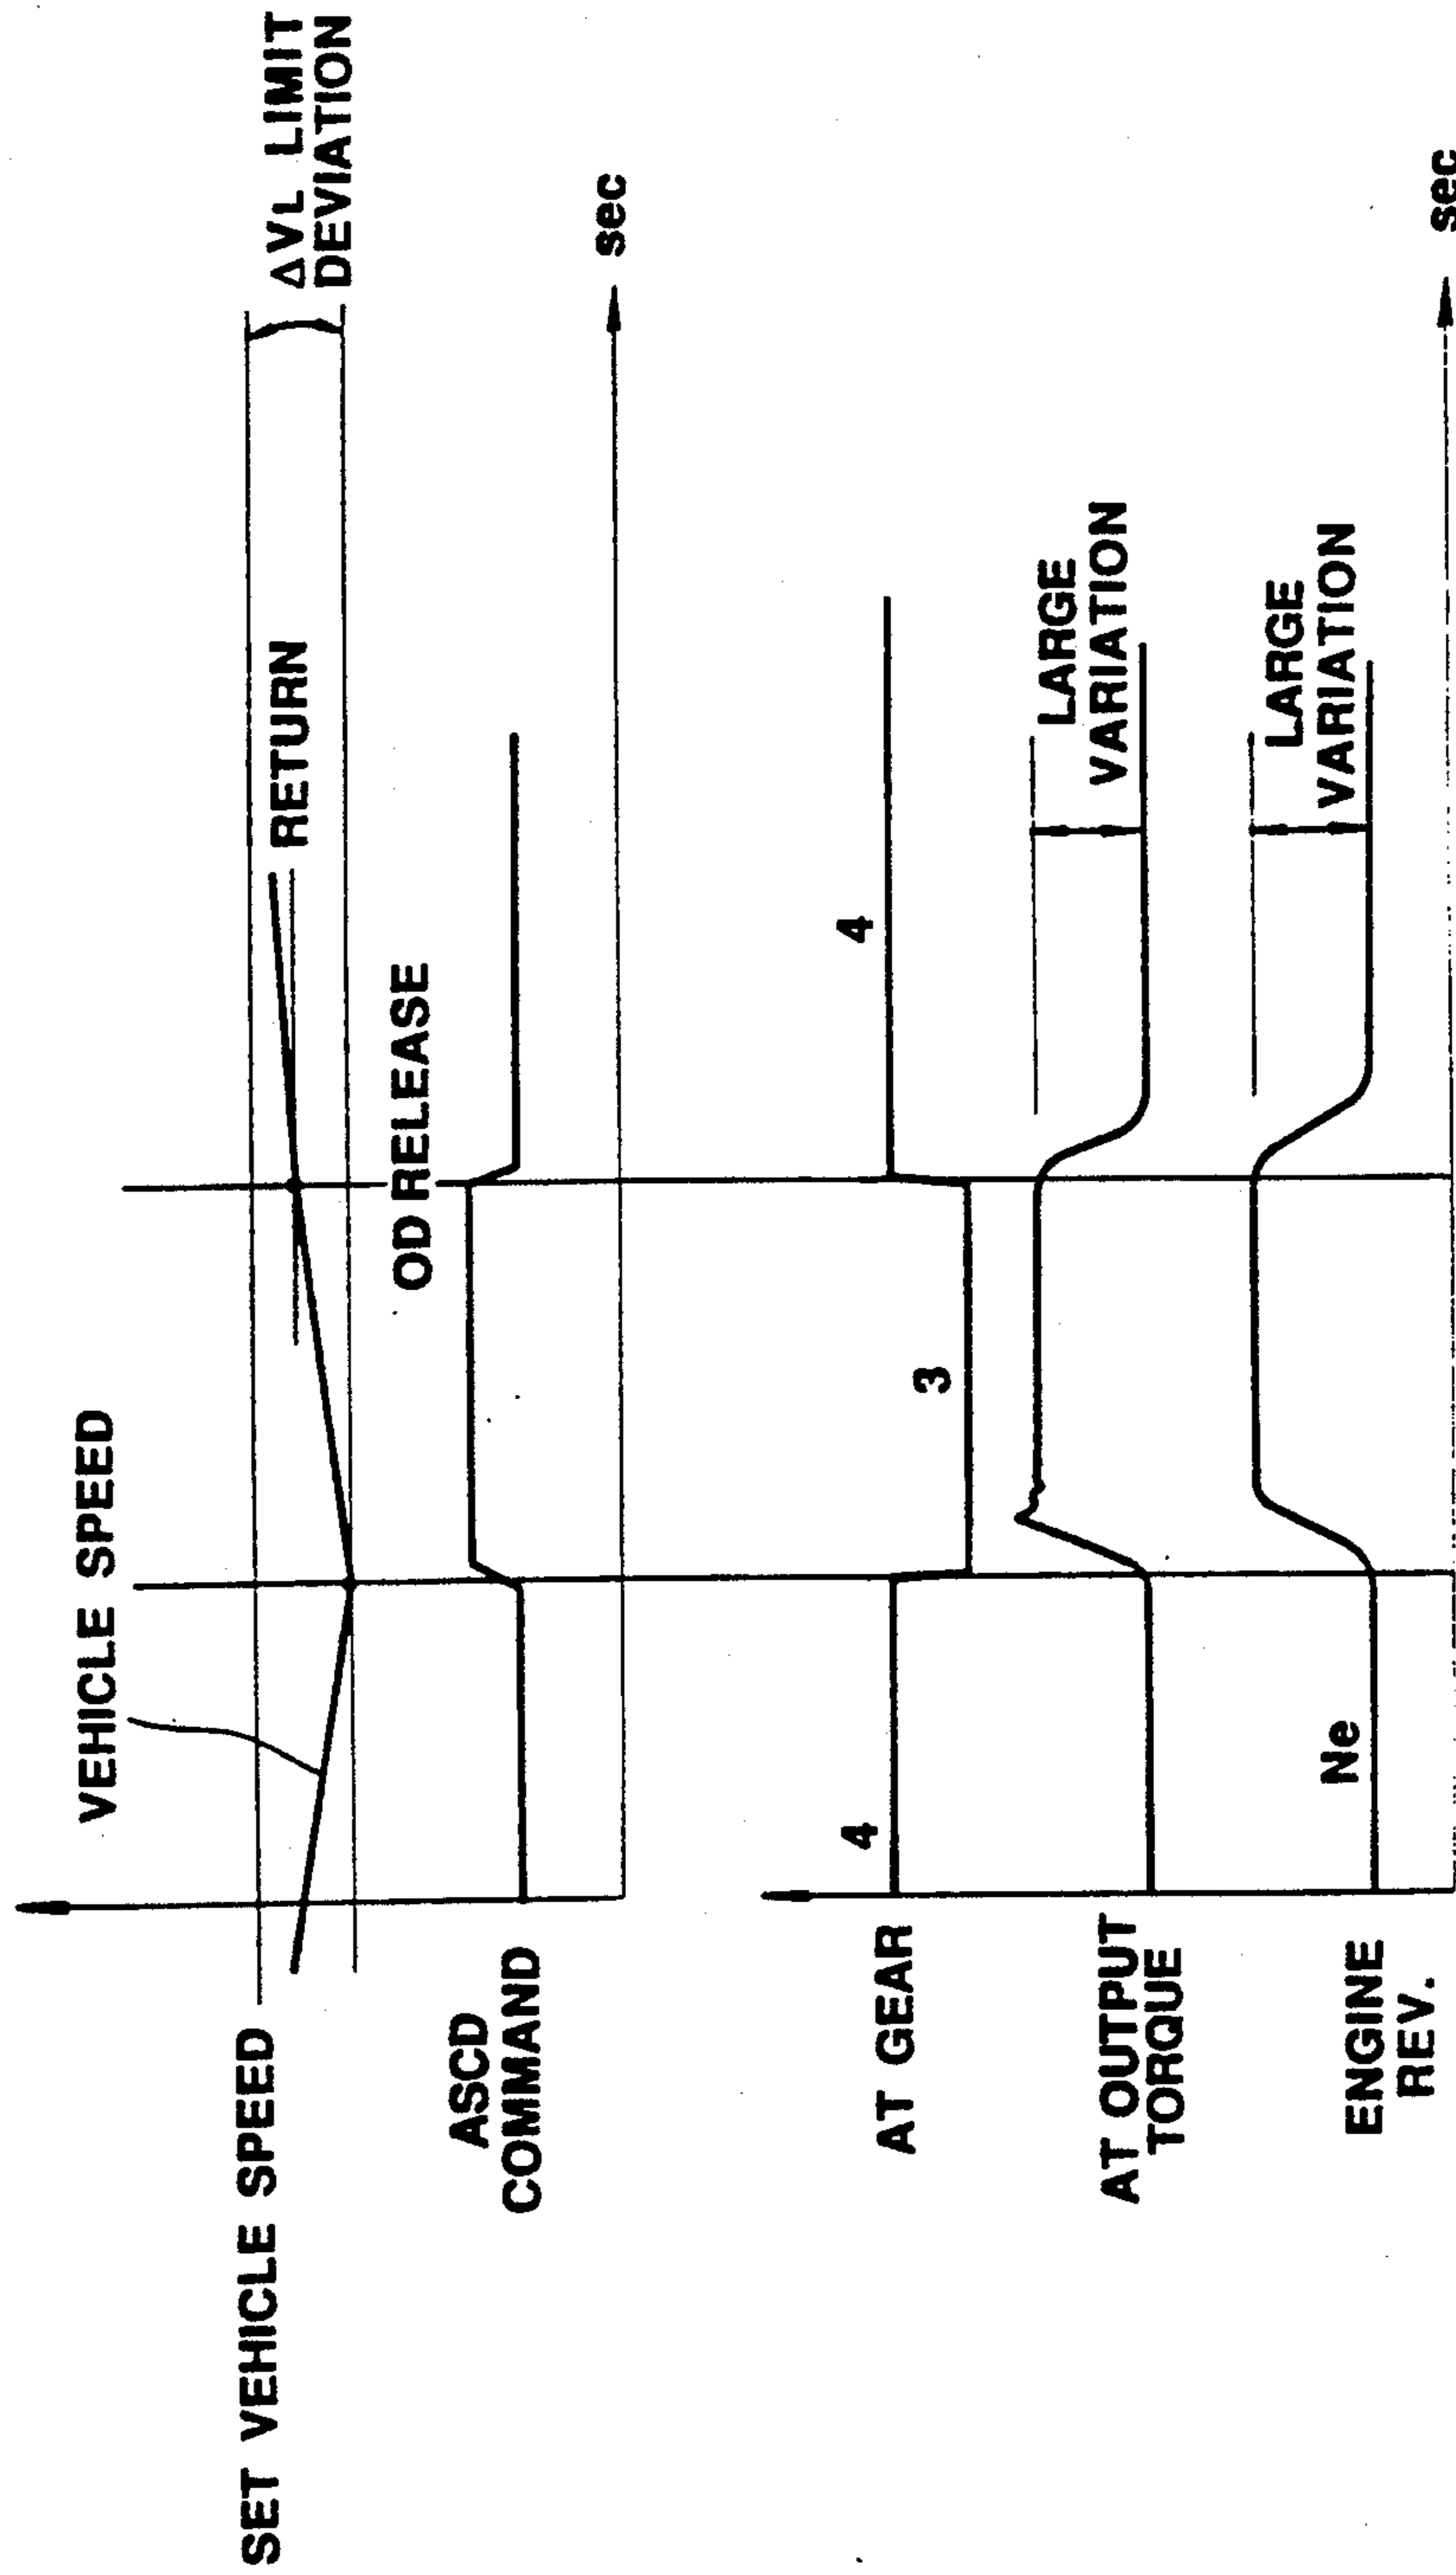 VEHICLE SPEED
SET VEHICLE SPEED
RETURN
ΔVL LIMIT
DEVIATION
OD RELEASE
ASCD
COMMAND
sec
AT GEAR
4
3
4
AT OUTPUT
TORQUE
LARGE
VARIATION
ENGINE
REV.
Ne
LARGE
VARIATION
sec